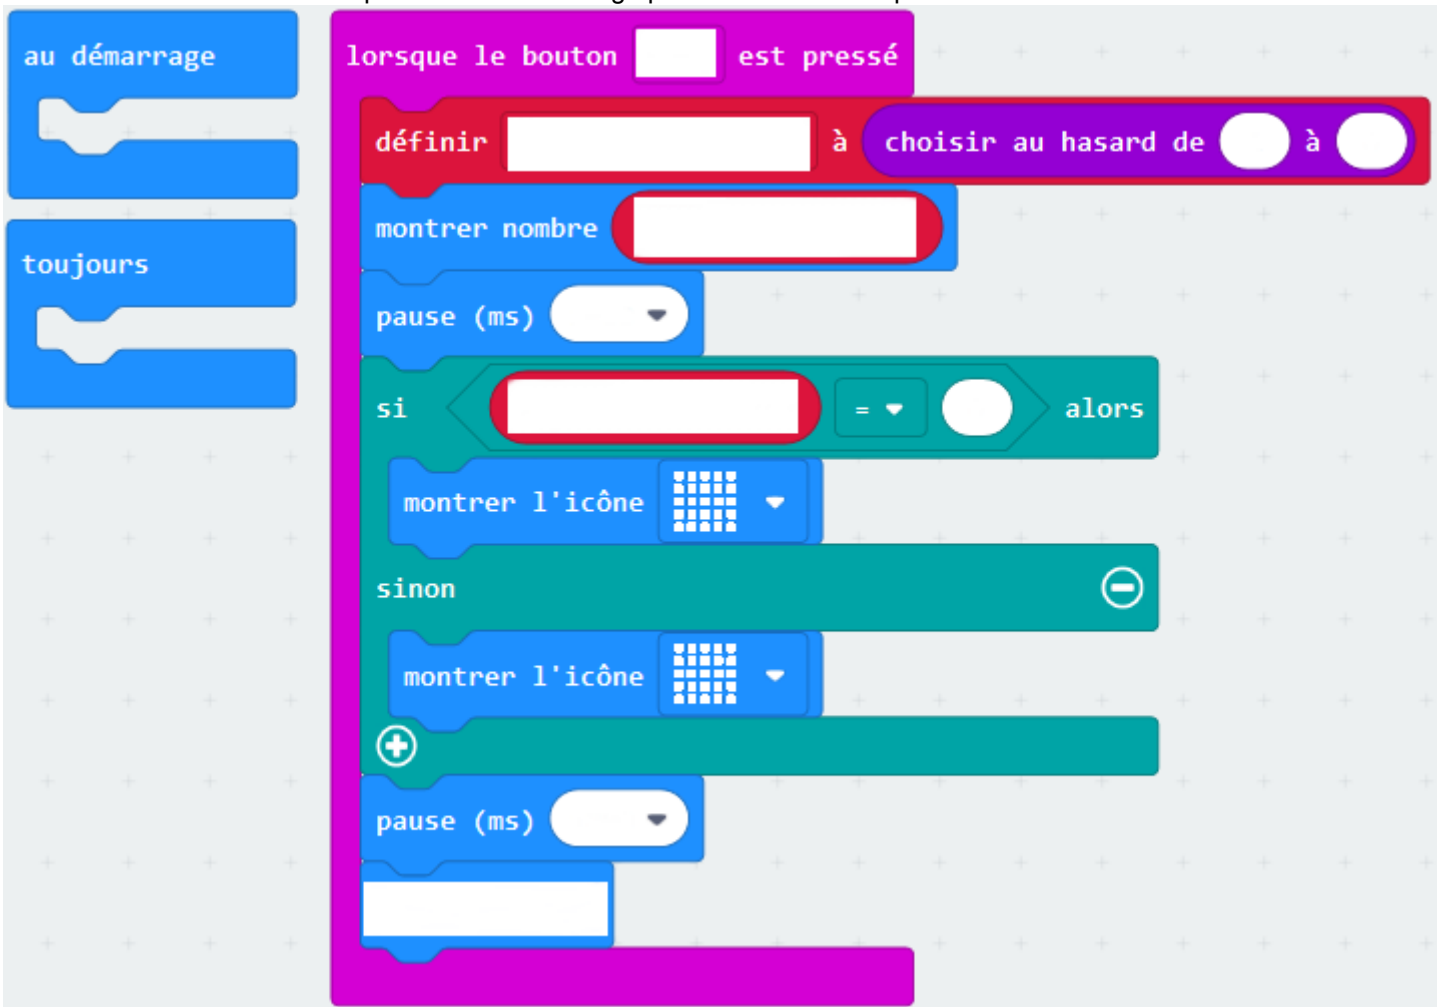 au démarrage
toujours
lorsque le bouton est pressé
définir à choisir au hasard de à
montrer nombre
pause (ms)
si = alors
montrer l'icône
sinon
montrer l'icône
pause (ms)